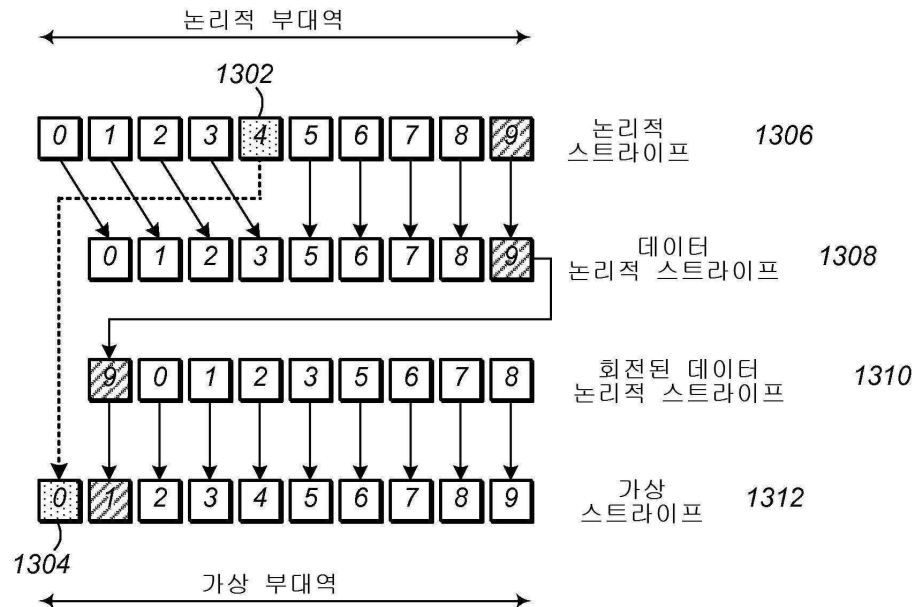 논리적 부대역
1302
0 1 2 3 4 5 6 7 8 9
논리적
스트라이프
1306
0 1 2 3 5 6 7 8 9
데이터
논리적 스트라이프
1308
9 0 1 2 3 5 6 7 8
회전된 데이터
논리적 스트라이프
1310
0 1 2 3 4 5 6 7 8 9
가상
스트라이프
1312
1304
가상 부대역